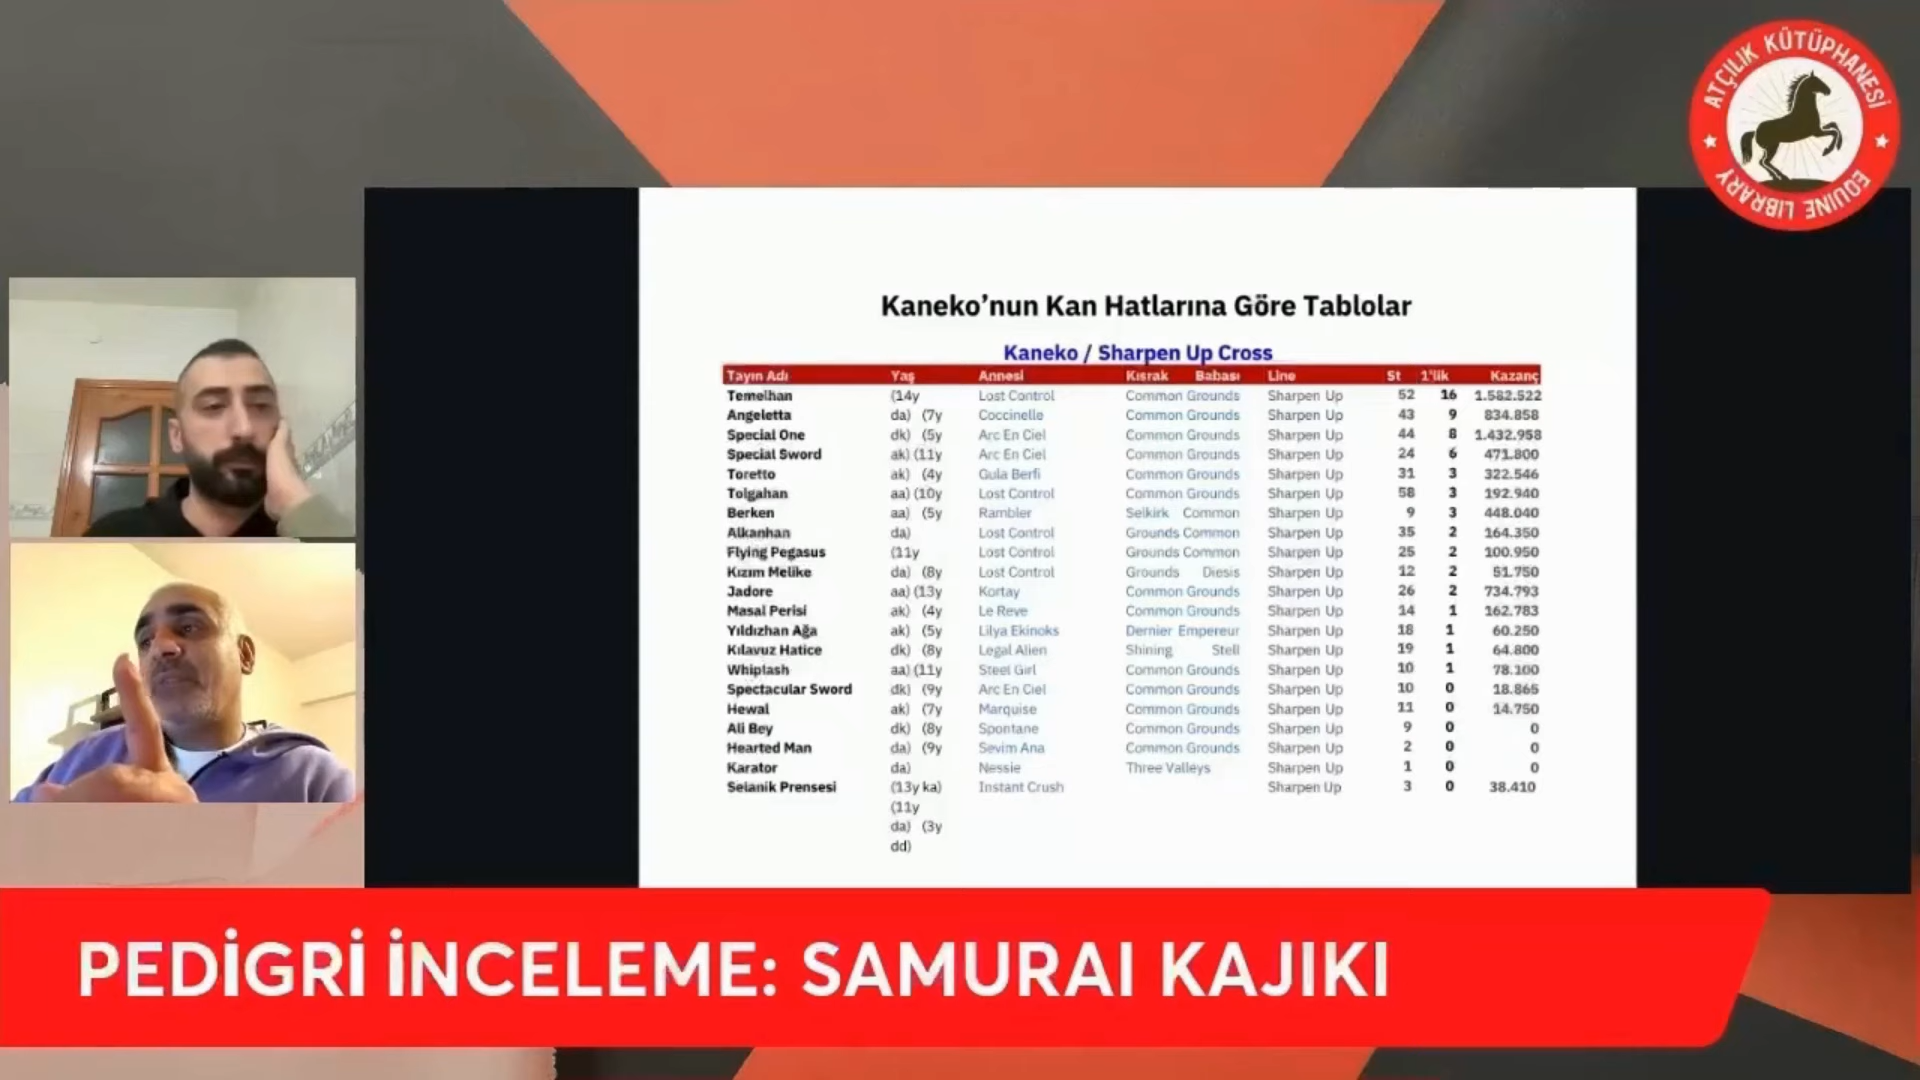 ATÇILIK KÜTÜPHANESİ
EQUINE LIBRARY
Kaneko’nun Kan Hatlarına Göre Tablolar
Kaneko / Sharpen Up Cross
Tayın Adı Yaş Annesi Kısrak Babası Line St 1'lik Kazanç
Temelhan (14y Lost Control Common Grounds Sharpen Up 52 16 1.582.522
Angeletta da) (7y Coccinelle Common Grounds Sharpen Up 43 9 834.858
Special One dk) (5y Arc En Ciel Common Grounds Sharpen Up 44 8 1.432.958
Special Sword ak) (11y Arc En Ciel Common Grounds Sharpen Up 24 6 471.800
Toretto ak) (4y Gula Berfi Common Grounds Sharpen Up 31 3 322.546
Tolgahan aa) (10y Lost Control Common Grounds Sharpen Up 58 3 192.940
Berken aa) (5y Rambler Selkirk Common Sharpen Up 9 3 448.040
Alkanhan da) Lost Control Grounds Common Sharpen Up 35 2 164.350
Flying Pegasus (11y Lost Control Grounds Common Sharpen Up 25 2 100.950
Kızım Melike da) (8y Lost Control Grounds Diesis Sharpen Up 12 2 51.750
Jadore aa) (13y Kortay Common Grounds Sharpen Up 26 2 734.793
Masal Perisi ak) (4y Le Reve Common Grounds Sharpen Up 14 1 162.783
Yıldızhan Ağa ak) (5y Lilya Ekinoks Dernier Empereur Sharpen Up 18 1 60.250
Kılavuz Hatice dk) (8y Legal Alien Shining Stell Sharpen Up 19 1 64.800
Whiplash aa) (11y Steel Girl Common Grounds Sharpen Up 10 1 78.100
Spectacular Sword dk) (9y Arc En Ciel Common Grounds Sharpen Up 10 0 18.865
Hewal ak) (7y Marquise Common Grounds Sharpen Up 11 0 14.750
Ali Bey dk) (8y Spontane Common Grounds Sharpen Up 9 0 0
Hearted Man da) (9y Sevim Ana Common Grounds Sharpen Up 2 0 0
Karator da) Nessie Three Valleys Sharpen Up 1 0 0
Selanik Prensesi (13y ka) Instant Crush Sharpen Up 3 0 38.410
(11y
da) (3y
dd)
PEDİGRİ İNCELEME: SAMURAI KAJIKI